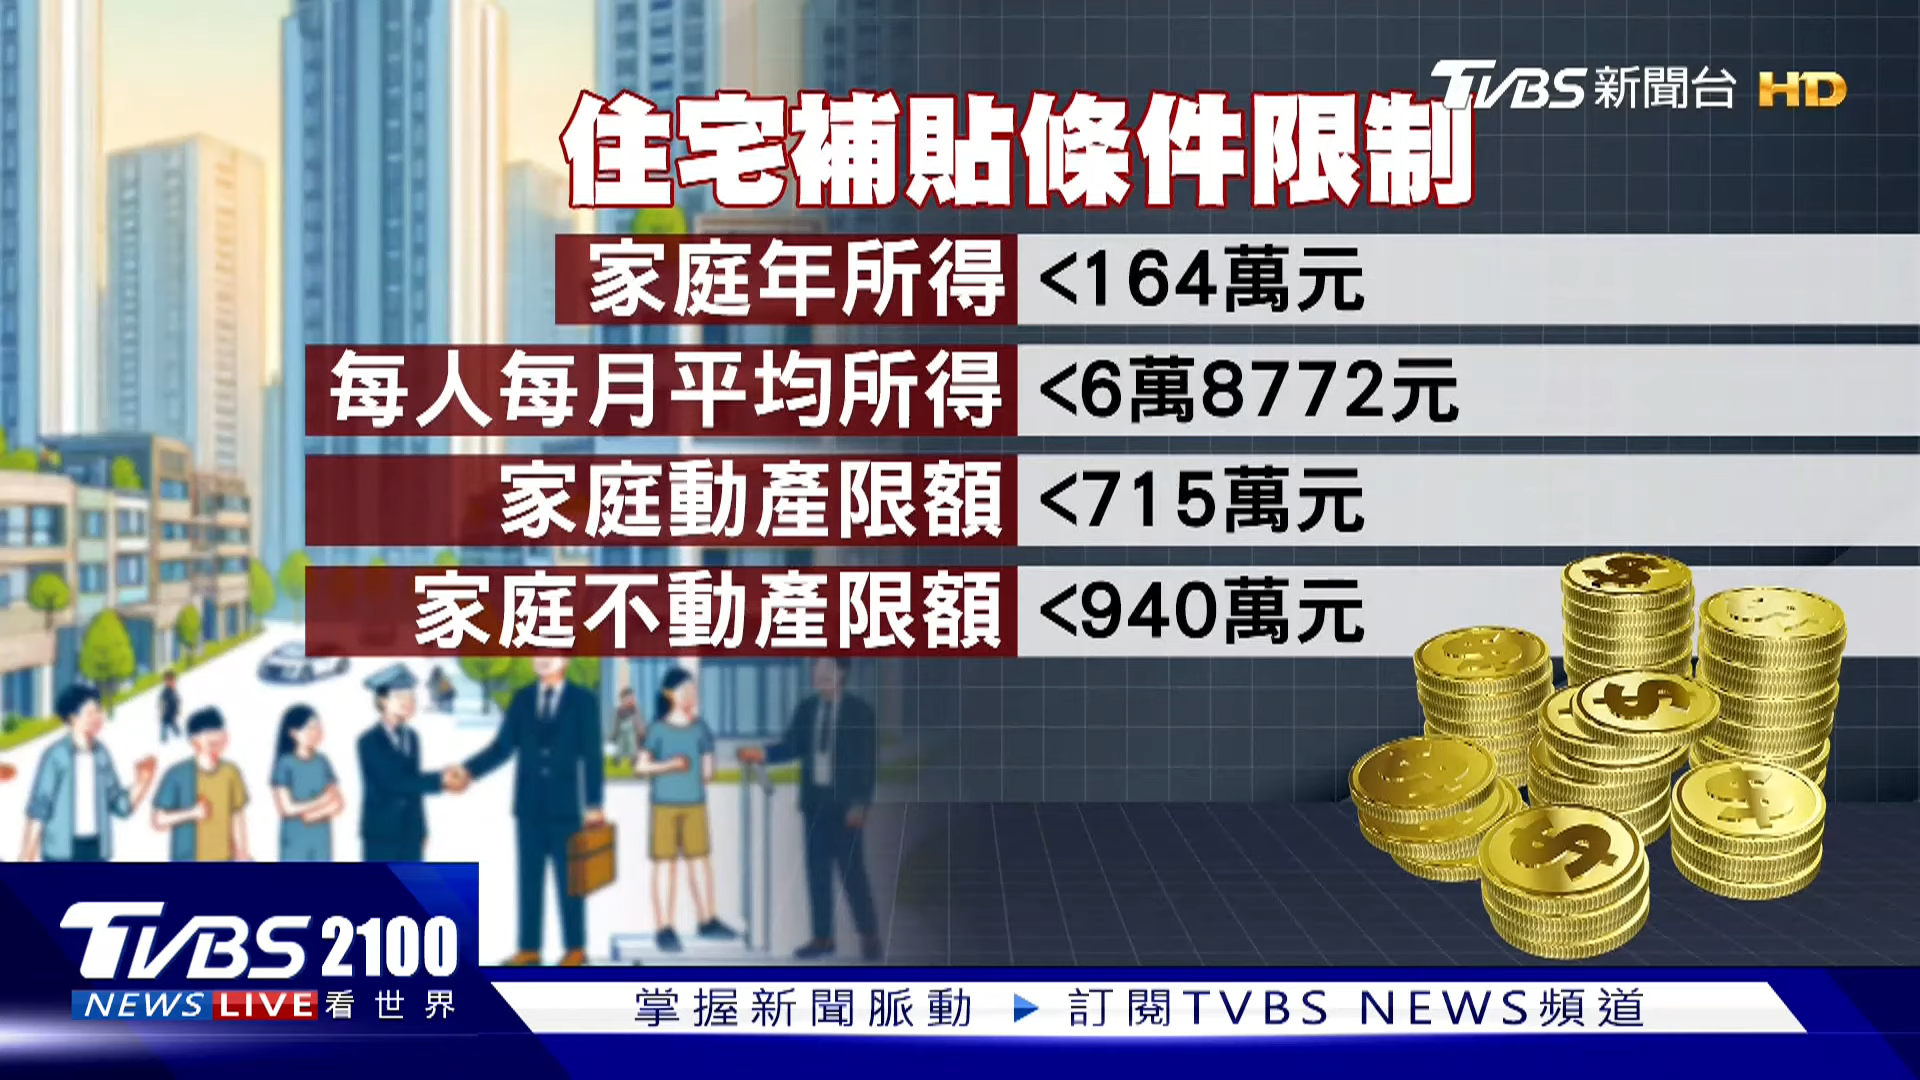 TVBS新聞台 HD
住宅補貼條件限制
家庭年所得 <164萬元
每人每月平均所得 <6萬8772元
家庭動產限額 <715萬元
家庭不動產限額 <940萬元
TVBS 2100
NEWS LIVE 看世界
掌握新聞脈動 ▶ 訂閱TVBS NEWS頻道